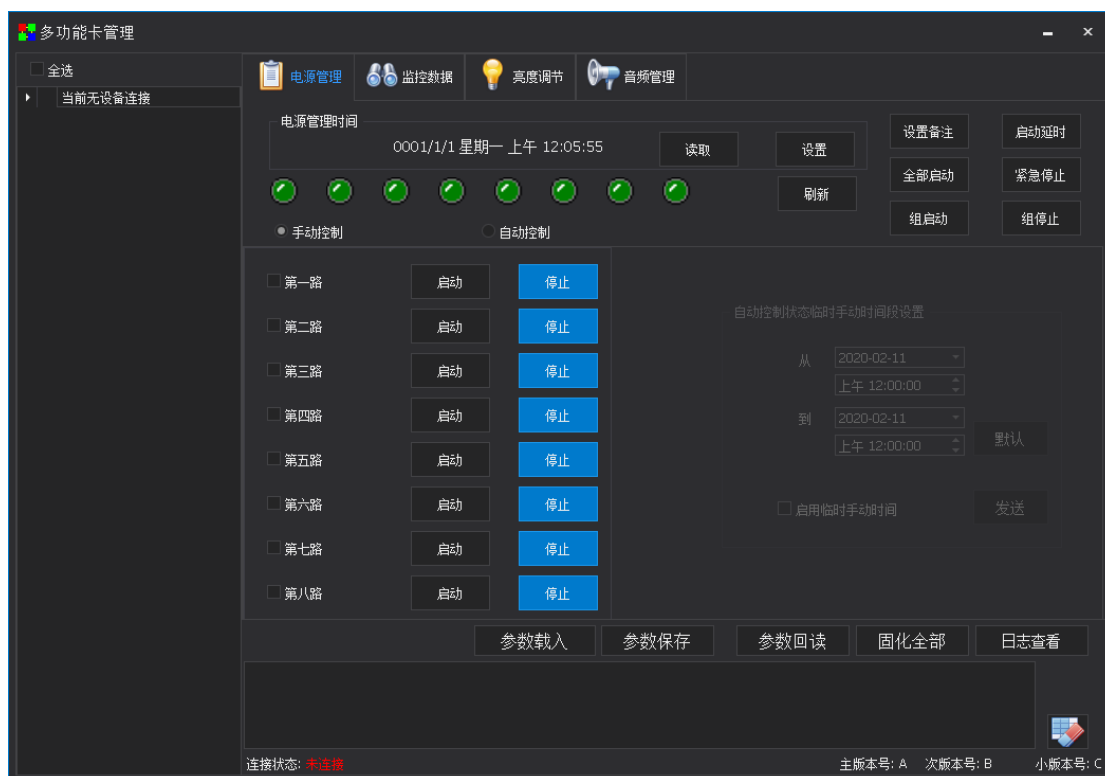 多功能卡管理
全选
当前无设备连接
电源管理 监控数据 亮度调节 音频管理
电源管理时间
0001/1/1 星期一 上午 12:05:55 读取 设置
设置备注 启动延时
全部启动 紧急停止
刷新
组启动 组停止
手动控制 自动控制
第一路 启动 停止
第二路 启动 停止
第三路 启动 停止
第四路 启动 停止
第五路 启动 停止
第六路 启动 停止
第七路 启动 停止
第八路 启动 停止
自动控制状态临时手动时间段设置
从 2020-02-11
上午 12:00:00
到 2020-02-11
上午 12:00:00 默认
启用临时手动时间 发送
参数载入 参数保存 参数回读 固化全部 日志查看
连接状态: 未连接 主版本号: A 次版本号: B 小版本号: C